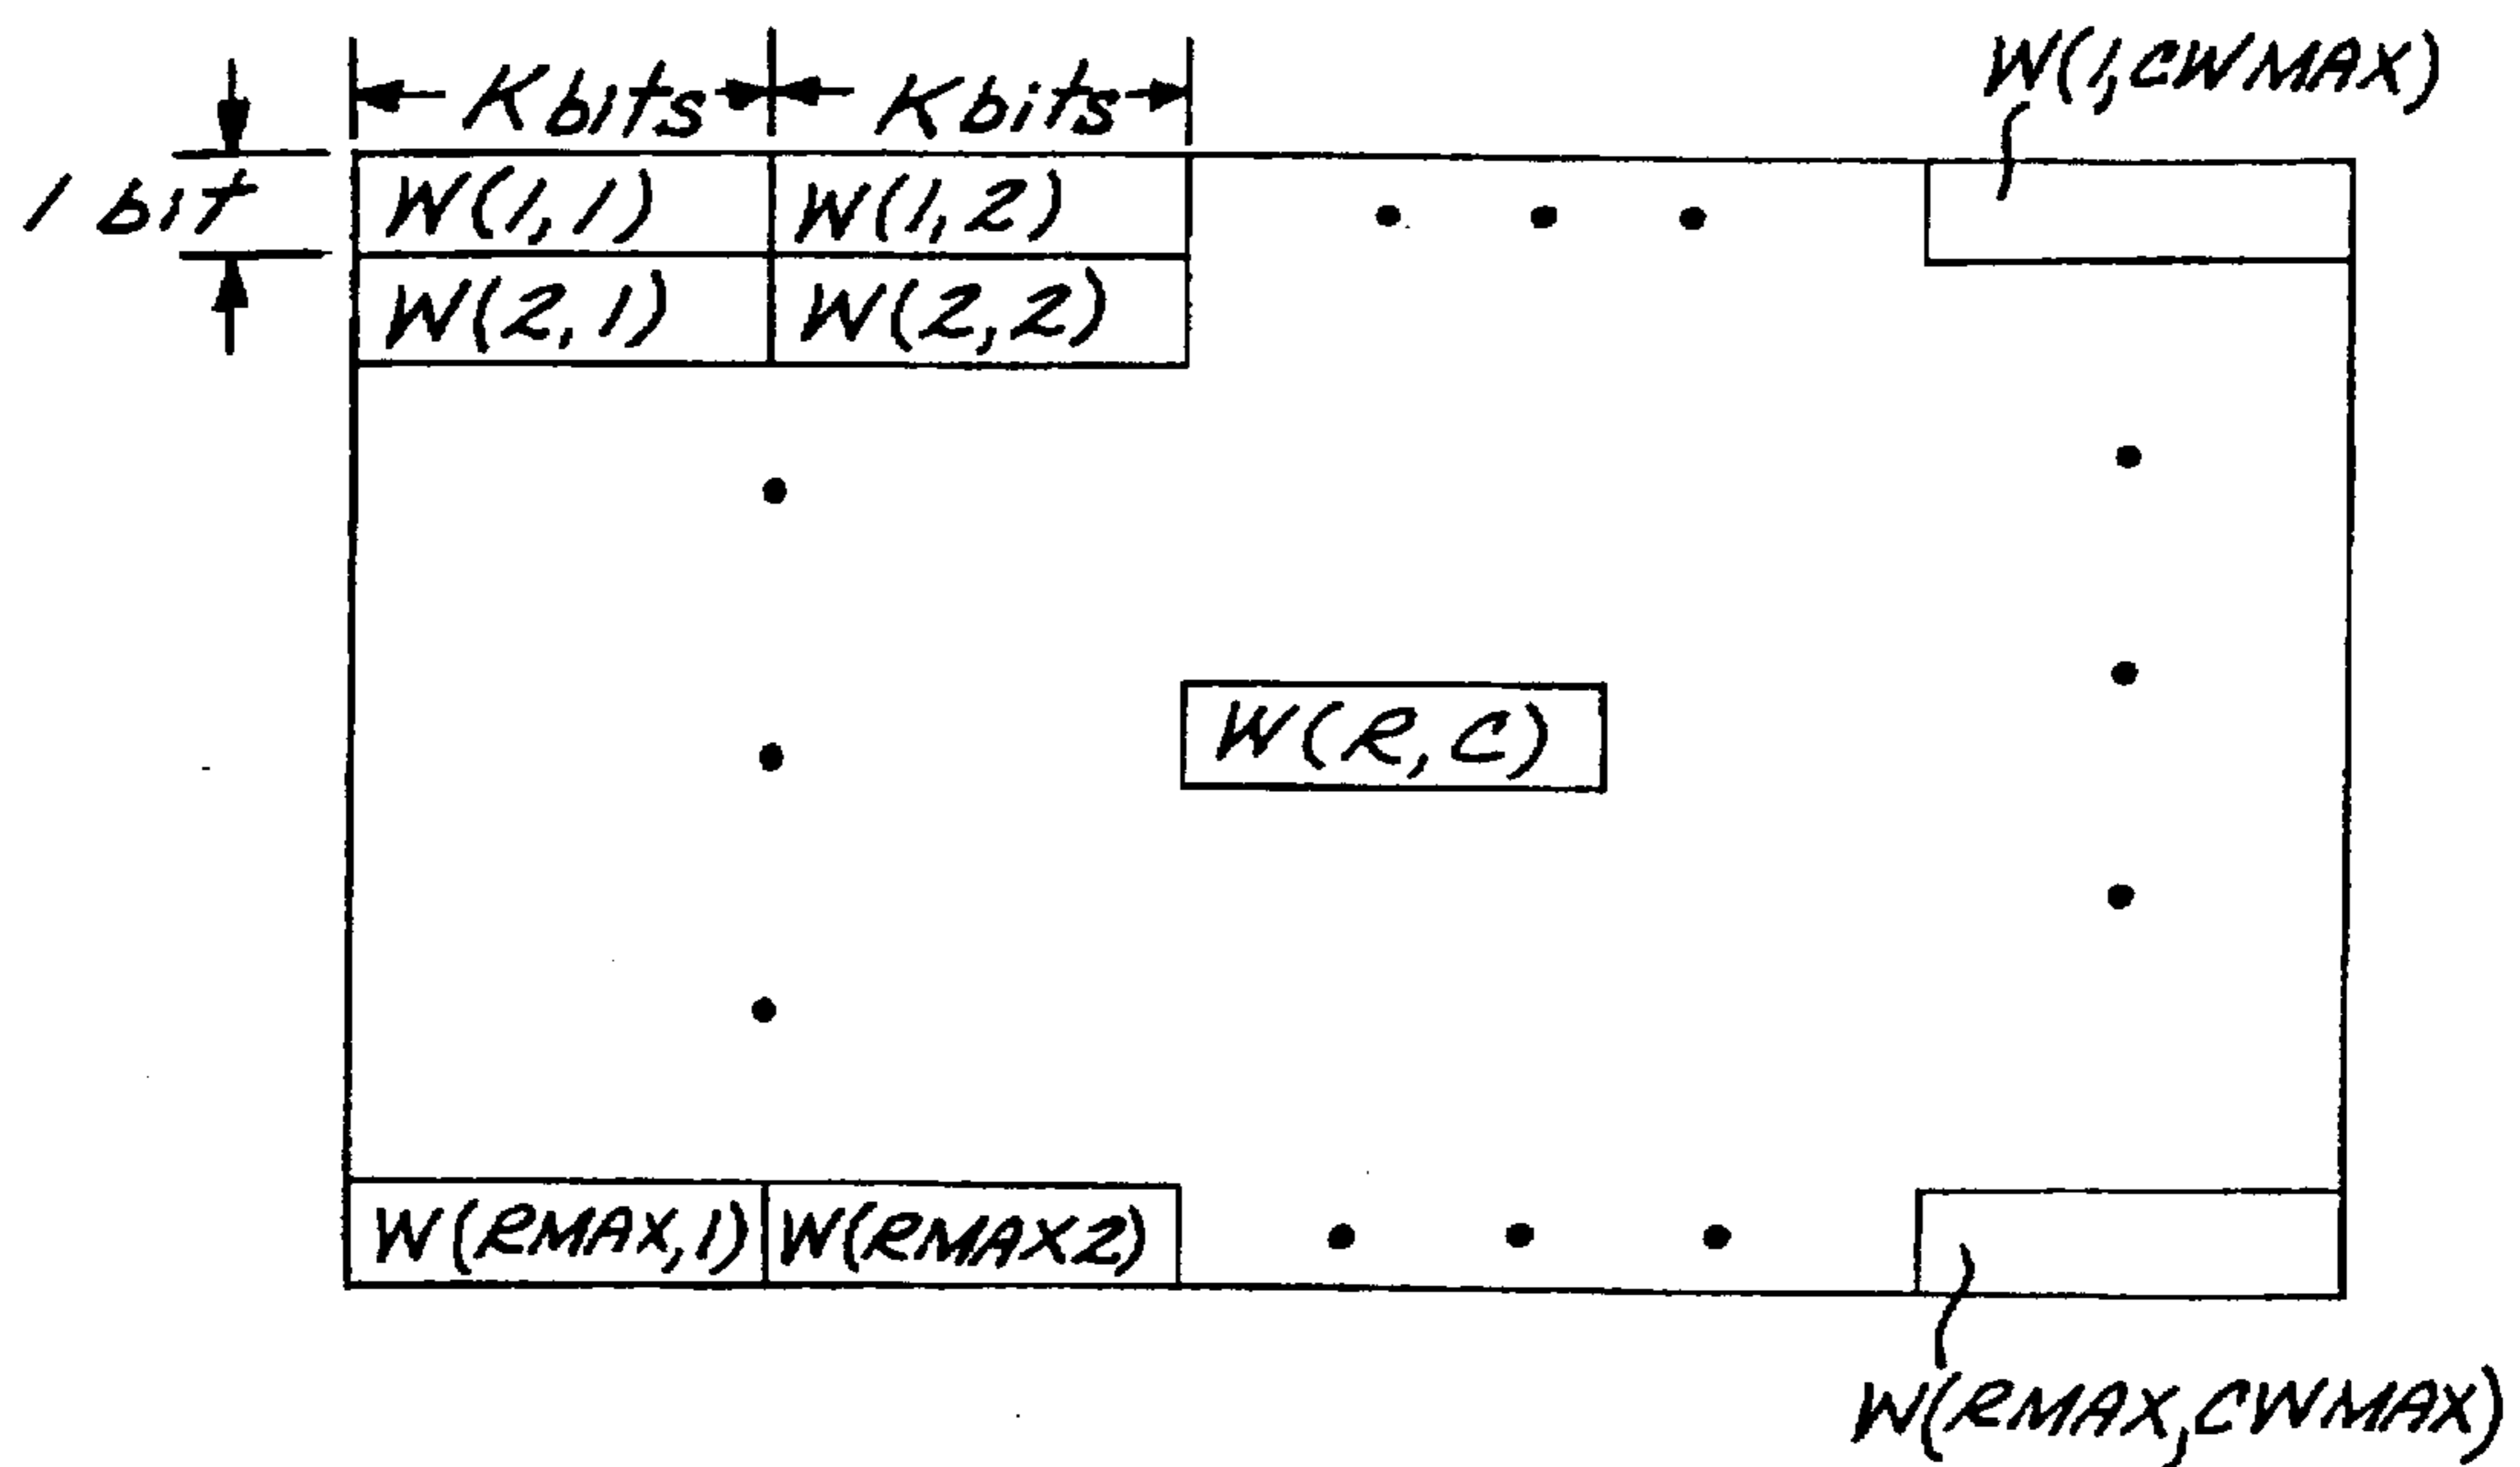 W(1,CWMAX)
K bits K bits
1 bit
W(1,1) W(1,2)
W(2,1) W(2,2)
W(R,C)
W(RMAX,1) W(RMAX2)
W(RMAX,CWMAX)